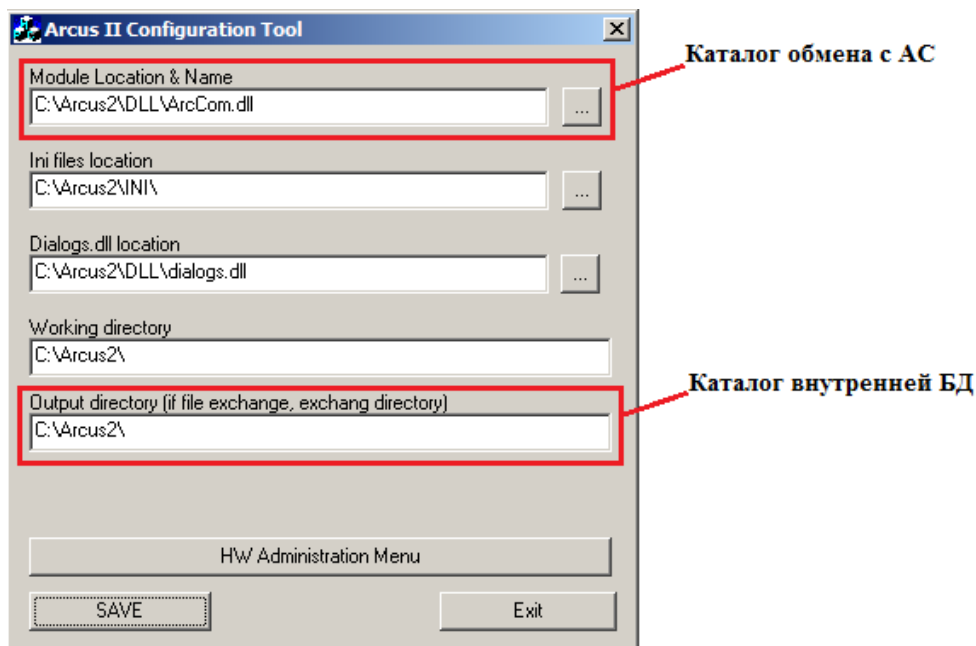 Arcus II Configuration Tool
Каталог обмена с АС
Module Location & Name
C:\Arcus2\DLL\ArcCom.dll
...
Ini files location
C:\Arcus2\INI\
...
Dialogs.dll location
C:\Arcus2\DLL\dialogs.dll
...
Working directory
C:\Arcus2\
Каталог внутренней БД
Output directory (if file exchange, exchang directory)
C:\Arcus2\
HW Administration Menu
SAVE
Exit